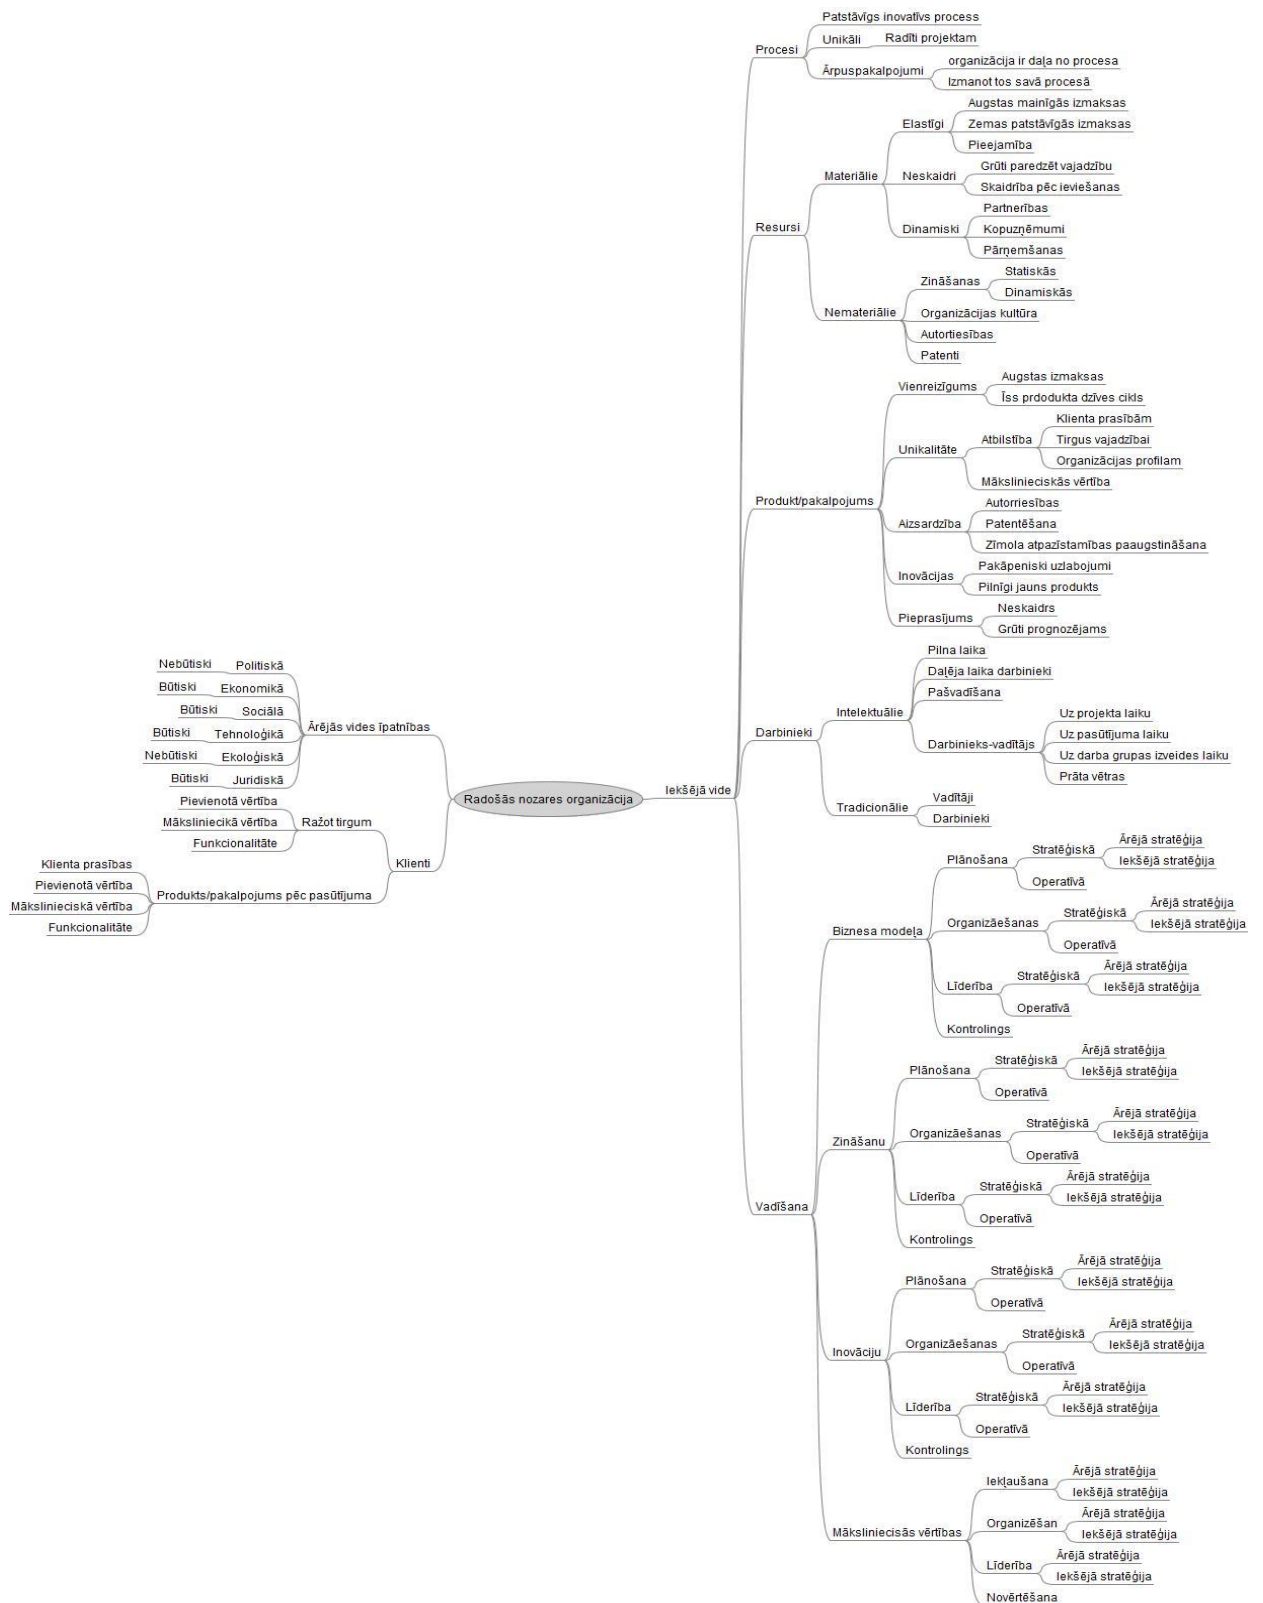 Radošās nozares organizācija
Ārējās vides īpatnības
Politiskā
Nebūtiski
Ekonomikā
Būtiski
Sociālā
Būtiski
Tehnoloģikā
Būtiski
Ekoloģiskā
Nebūtiski
Juridiskā
Būtiski
Klienti
Ražot tirgum
Pievienotā vērtība
Māksliniecikā vērtība
Funkcionalitāte
Produkts/pakalpojums pēc pasūtījuma
Klienta prasības
Pievienotā vērtība
Mākslinieciskā vērtība
Funkcionalitāte
Iekšējā vide
Procesi
Patstāvīgs inovatīvs process
Unikāli
Radīti projektam
Ārpuspakalpojumi
organizācija ir daļa no procesa
Izmanot tos savā procesā
Resursi
Materiālie
Elastīgi
Augstas mainīgās izmaksas
Zemas patstāvīgās izmaksas
Pieejamība
Neskaidri
Grūti paredzēt vajadzību
Skaidrība pēc ieviešanas
Dinamiski
Partnerības
Kopuzņēmumi
Pārņemšanas
Nemateriālie
Zināšanas
Statiskās
Dinamiskās
Organizācijas kultūra
Autortiesības
Patenti
Produkt/pakalpojums
Vienreizīgums
Augstas izmaksas
Īss prdodukta dzīves cikls
Unikalitāte
Atbilstība
Klienta prasībām
Tirgus vajadzībai
Organizācijas profilam
Mākslinieciskās vērtība
Aizsardzība
Autorriesības
Patentēšana
Zīmola atpazīstamības paaugstināšana
Inovācijas
Pakāpeniski uzlabojumi
Pilnīgi jauns produkts
Pieprasījums
Neskaidrs
Grūti prognozējams
Darbinieki
Intelektuālie
Pilna laika
Daļēja laika darbinieki
Pašvadīšana
Darbinieks-vadītājs
Uz projekta laiku
Uz pasūtījuma laiku
Uz darba grupas izveides laiku
Prāta vētras
Tradicionālie
Vadītāji
Darbinieki
Vadīšana
Biznesa modeļa
Plānošana
Stratēģiskā
Ārējā stratēģija
Iekšējā stratēģija
Operatīvā
Organizāešanas
Stratēģiskā
Ārējā stratēģija
Iekšējā stratēģija
Operatīvā
Līderība
Stratēģiskā
Ārējā stratēģija
Iekšējā stratēģija
Operatīvā
Kontrolings
Zināšanu
Plānošana
Stratēģiskā
Ārējā stratēģija
Iekšējā stratēģija
Operatīvā
Organizāešanas
Stratēģiskā
Ārējā stratēģija
Iekšējā stratēģija
Operatīvā
Līderība
Stratēģiskā
Ārējā stratēģija
Iekšējā stratēģija
Operatīvā
Kontrolings
Inovāciju
Plānošana
Stratēģiskā
Ārējā stratēģija
Iekšējā stratēģija
Operatīvā
Organizāešanas
Stratēģiskā
Ārējā stratēģija
Iekšējā stratēģija
Operatīvā
Līderība
Stratēģiskā
Ārējā stratēģija
Iekšējā stratēģija
Operatīvā
Kontrolings
Māksliniecisās vērtības
Iekļaušana
Ārējā stratēģija
Iekšējā stratēģija
Organizēšan
Ārējā stratēģija
Iekšējā stratēģija
Līderība
Ārējā stratēģija
Iekšējā stratēģija
Novērtēšana